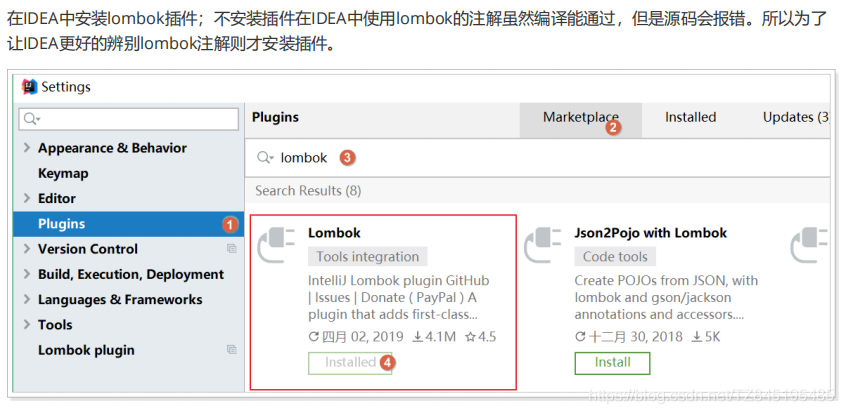 在IDEA中安装lombok插件；不安装插件在IDEA中使用lombok的注解虽然编译能通过，但是源码会报错。所以为了
让IDEA更好的辨别lombok注解则才安装插件。
Settings
Plugins
Marketplace
2
Installed
Updates (3)
Appearance & Behavior
lombok
3
Keymap
Search Results (8)
Editor
Plugins
1
Version Control
Build, Execution, Deployment
Languages & Frameworks
Tools
Lombok plugin
Lombok
Tools integration
IntelliJ Lombok plugin GitHub
| Issues | Donate ( PayPal ) A
plugin that adds first-class...
四月 02, 2019
4.1M
4.5
Installed
4
Json2Pojo with Lombok
Code tools
Create POJOs from JSON, with
lombok and gson/jackson
annotations and accessors....
十二月 30, 2018
5K
Install